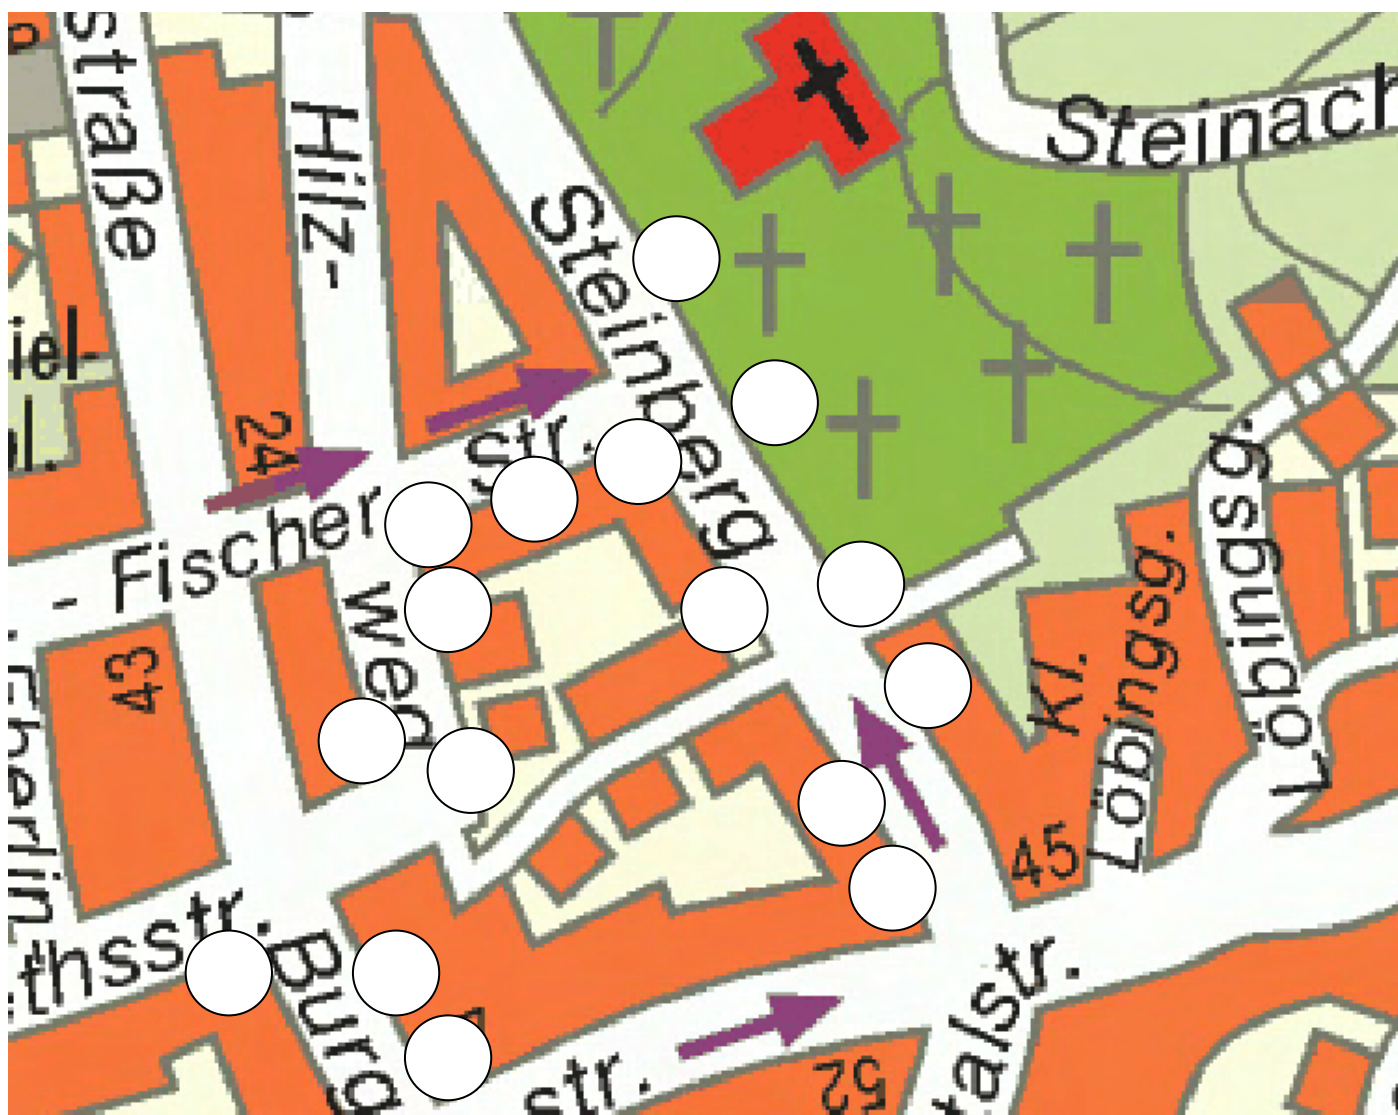 straße
Hilz-
Steinach
Steinberg
iel-
l.
24
str.
- Fischer
weg
43
Kl.
Löbingsg.
Löbingsg.
45
thsstr.
Burg
str.
52
talstr.